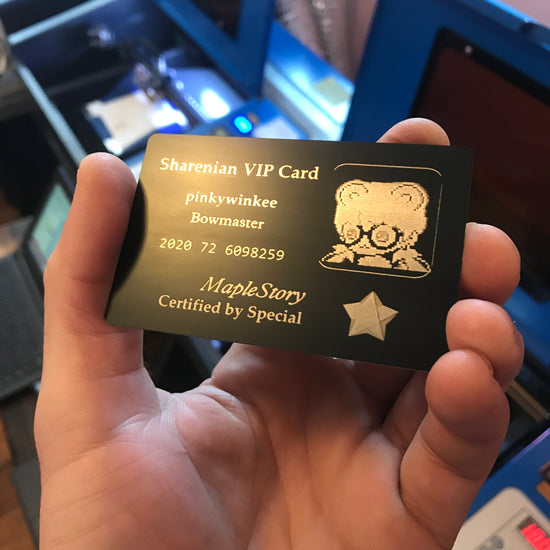 Sharenian VIP Card
pinkywinkee
Bowmaster
2020 72 6098259
MapleStory
Certified by Special